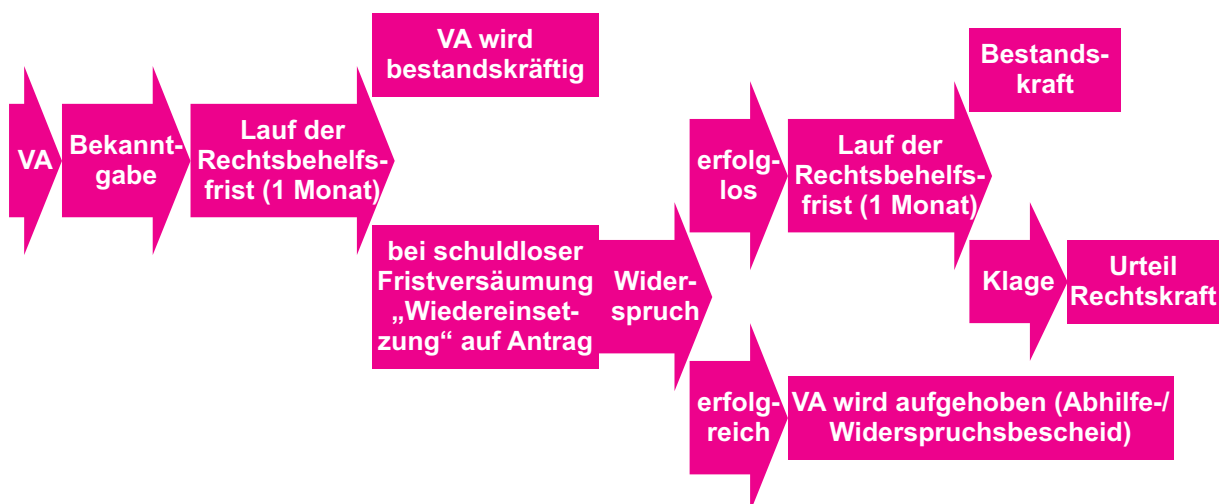 VA
Bekannt-
gabe
Lauf der
Rechtsbehelfs-
frist (1 Monat)
VA wird
bestandskräftig
bei schuldloser
Fristversäumung
„Wiedereinset-
zung“ auf Antrag
Wider-
spruch
erfolg-
los
Lauf der
Rechtsbehelfs-
frist (1 Monat)
Bestands-
kraft
Klage
Urteil
Rechtskraft
erfolg-
reich
VA wird aufgehoben (Abhilfe-/
Widerspruchsbescheid)